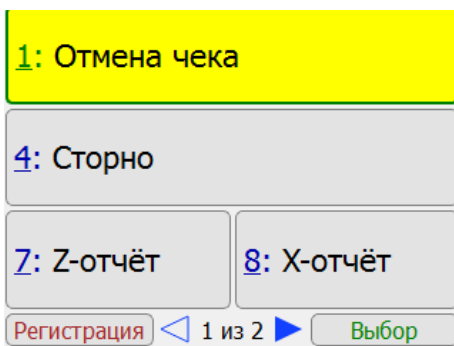 1: Отмена чека
4: Сторно
7: Z-отчёт 8: X-отчёт
Регистрация 1 из 2 Выбор